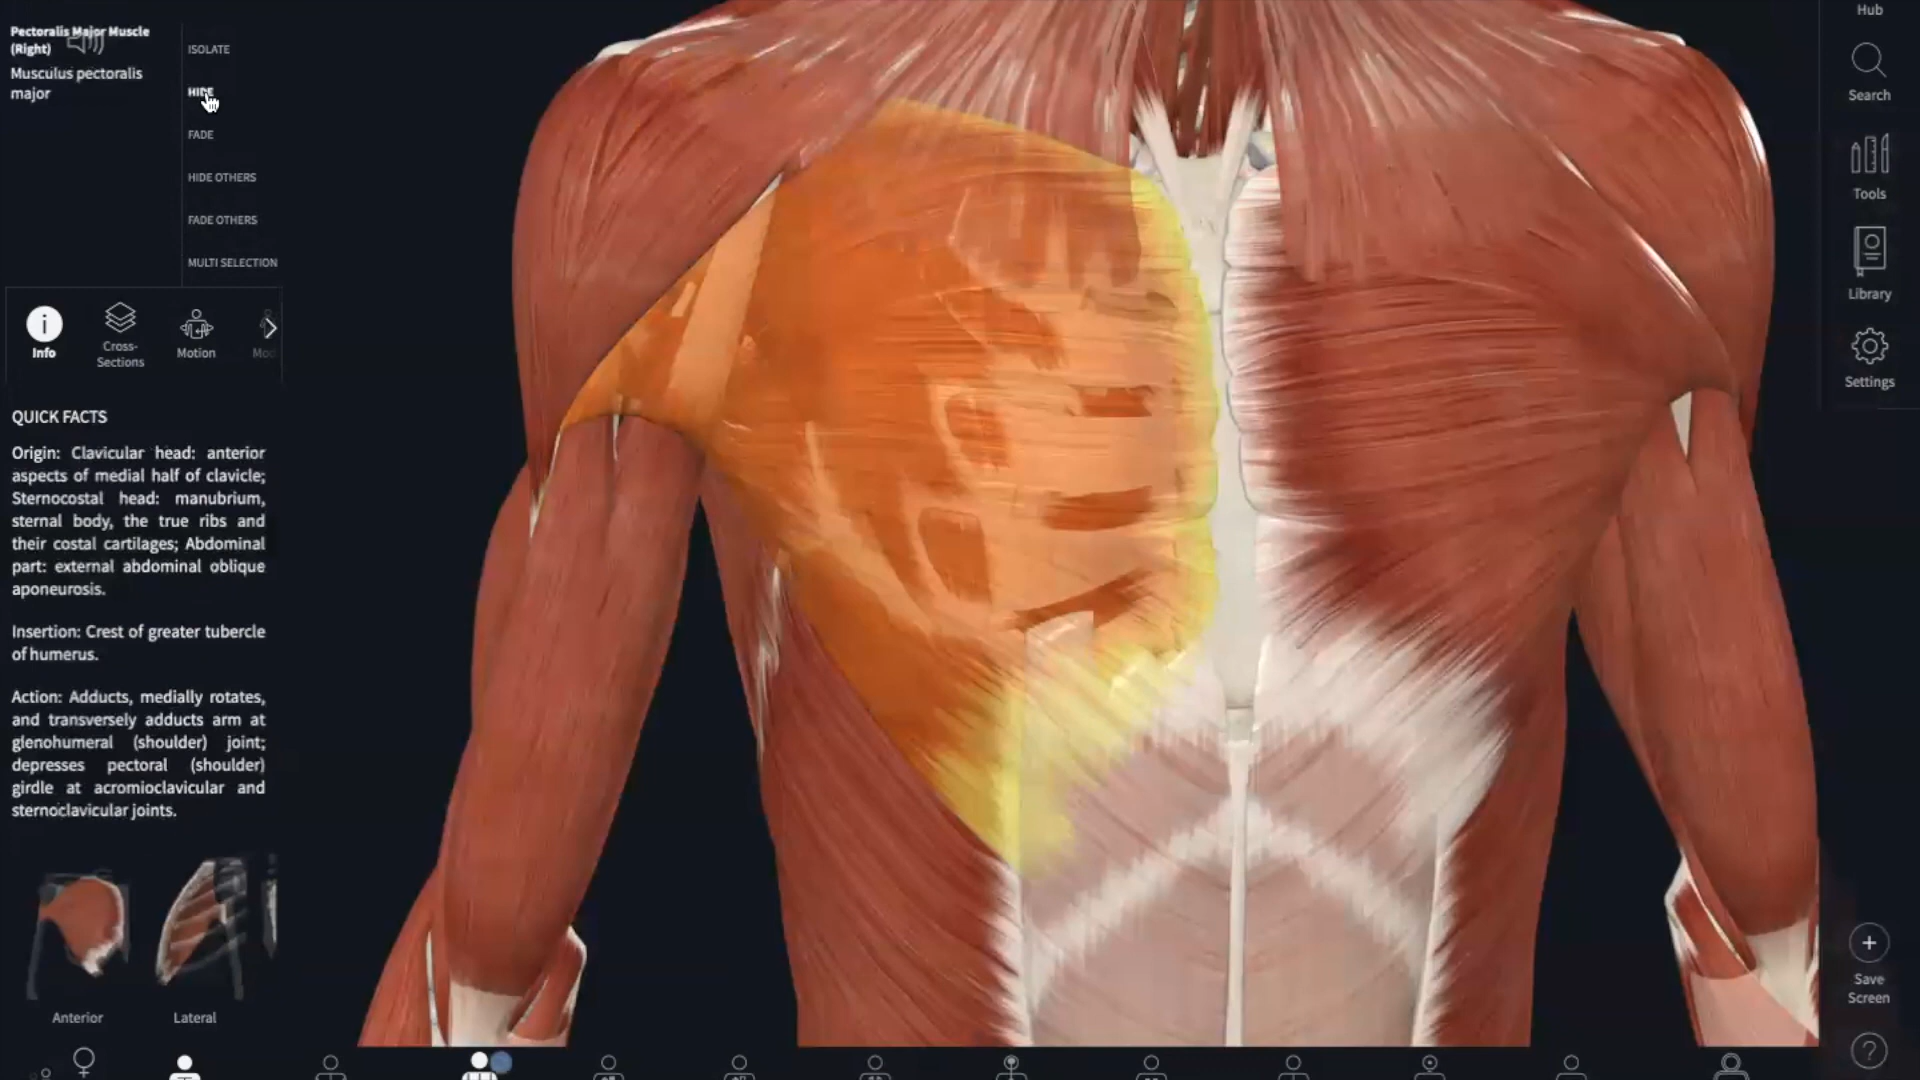 Pectoralis Major Muscle
(Right)
Musculus pectoralis
major
ISOLATE
HIDE
FADE
HIDE OTHERS
FADE OTHERS
MULTI SELECTION
Info
Cross-
Sections
Motion
QUICK FACTS
Origin: Clavicular head: anterior
aspects of medial half of clavicle;
Sternocostal head: manubrium,
sternal body, the true ribs and
their costal cartilages; Abdominal
part: external abdominal oblique
aponeurosis.
Insertion: Crest of greater tubercle
of humerus.
Action: Adducts, medially rotates,
and transversely adducts arm at
glenohumeral (shoulder) joint;
depresses pectoral (shoulder)
girdle at acromioclavicular and
sternoclavicular joints.
Anterior
Lateral
Hub
Search
Tools
Library
Settings
Save
Screen